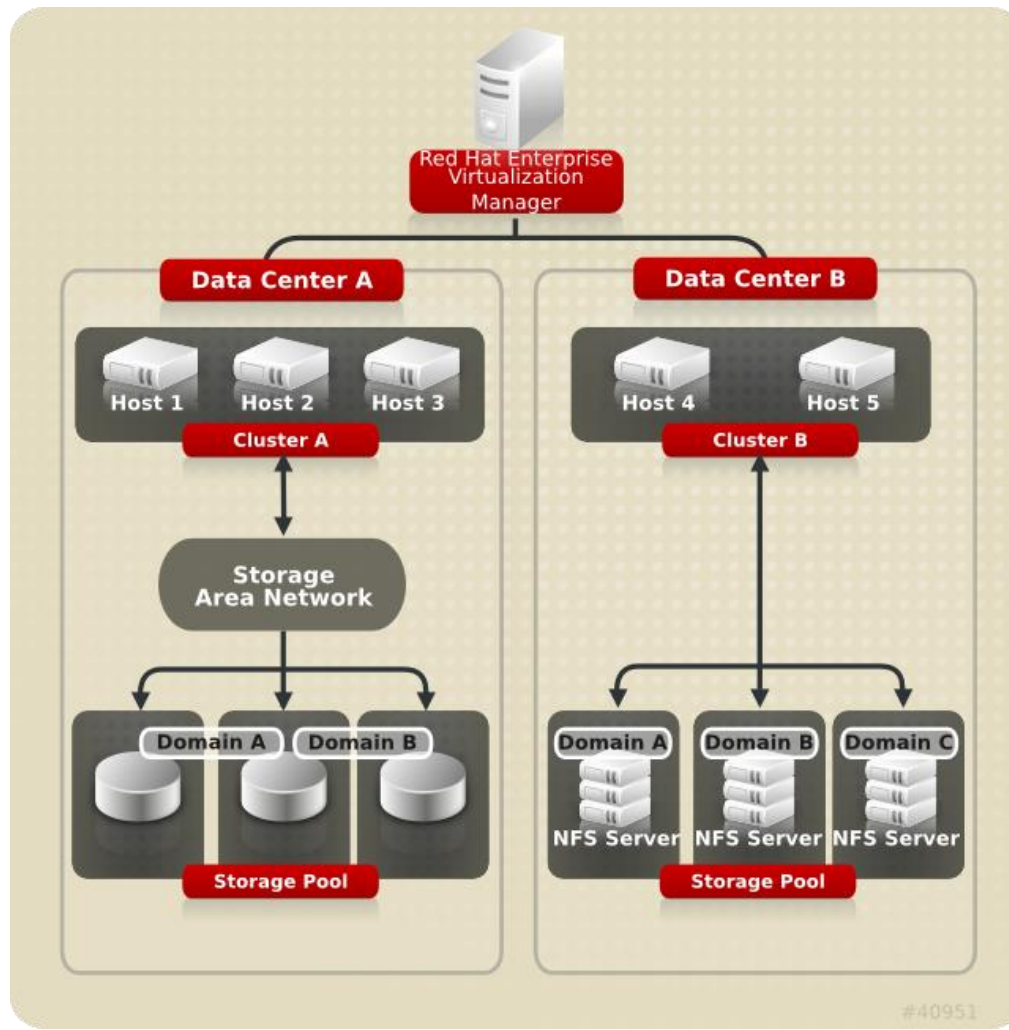 Red Hat Enterprise
Virtualization
Manager
Data Center A
Data Center B
Host 1
Host 2
Host 3
Cluster A
Host 4
Host 5
Cluster B
Storage
Area Network
Domain A
Domain B
Storage Pool
Domain A
Domain B
Domain C
NFS Server
NFS Server
NFS Server
Storage Pool
#40951